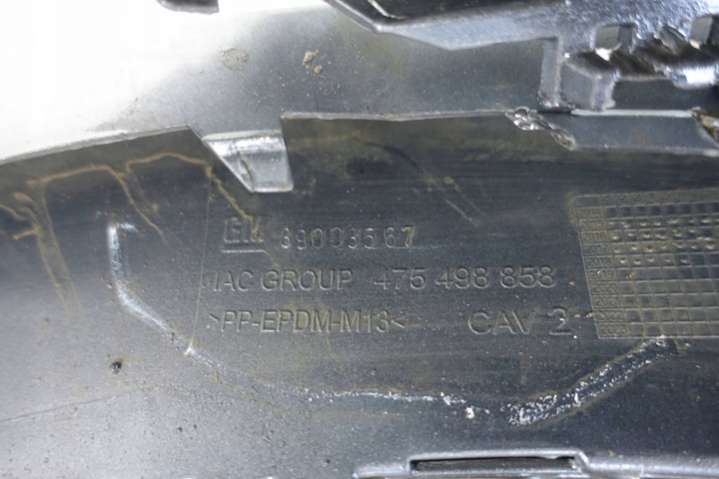 GM 39003567
IAC GROUP 475 498 858
>PP-EPDM-M13< CAV 2